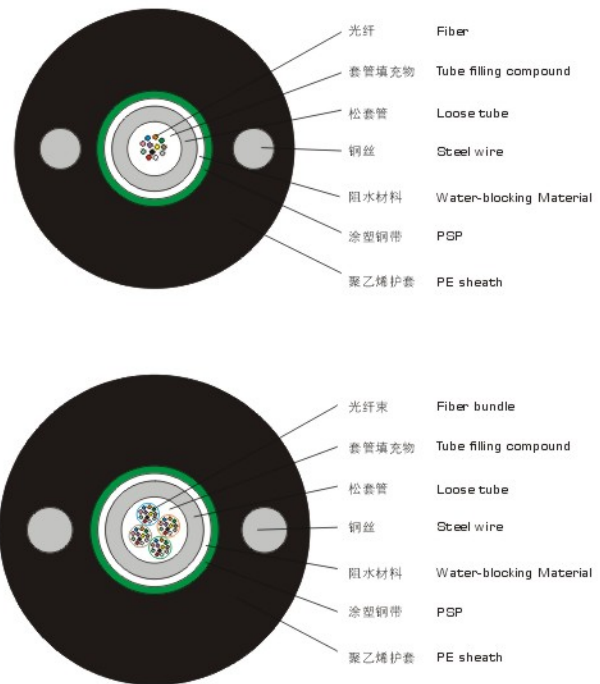 光纤 Fiber
套管填充物 Tube filling compound
松套管 Loose tube
钢丝 Steel wire
阻水材料 Water-blocking Material
涂塑钢带 PSP
聚乙烯护套 PE sheath
光纤束 Fiber bundle
套管填充物 Tube filling compound
松套管 Loose tube
钢丝 Steel wire
阻水材料 Water-blocking Material
涂塑钢带 PSP
聚乙烯护套 PE sheath